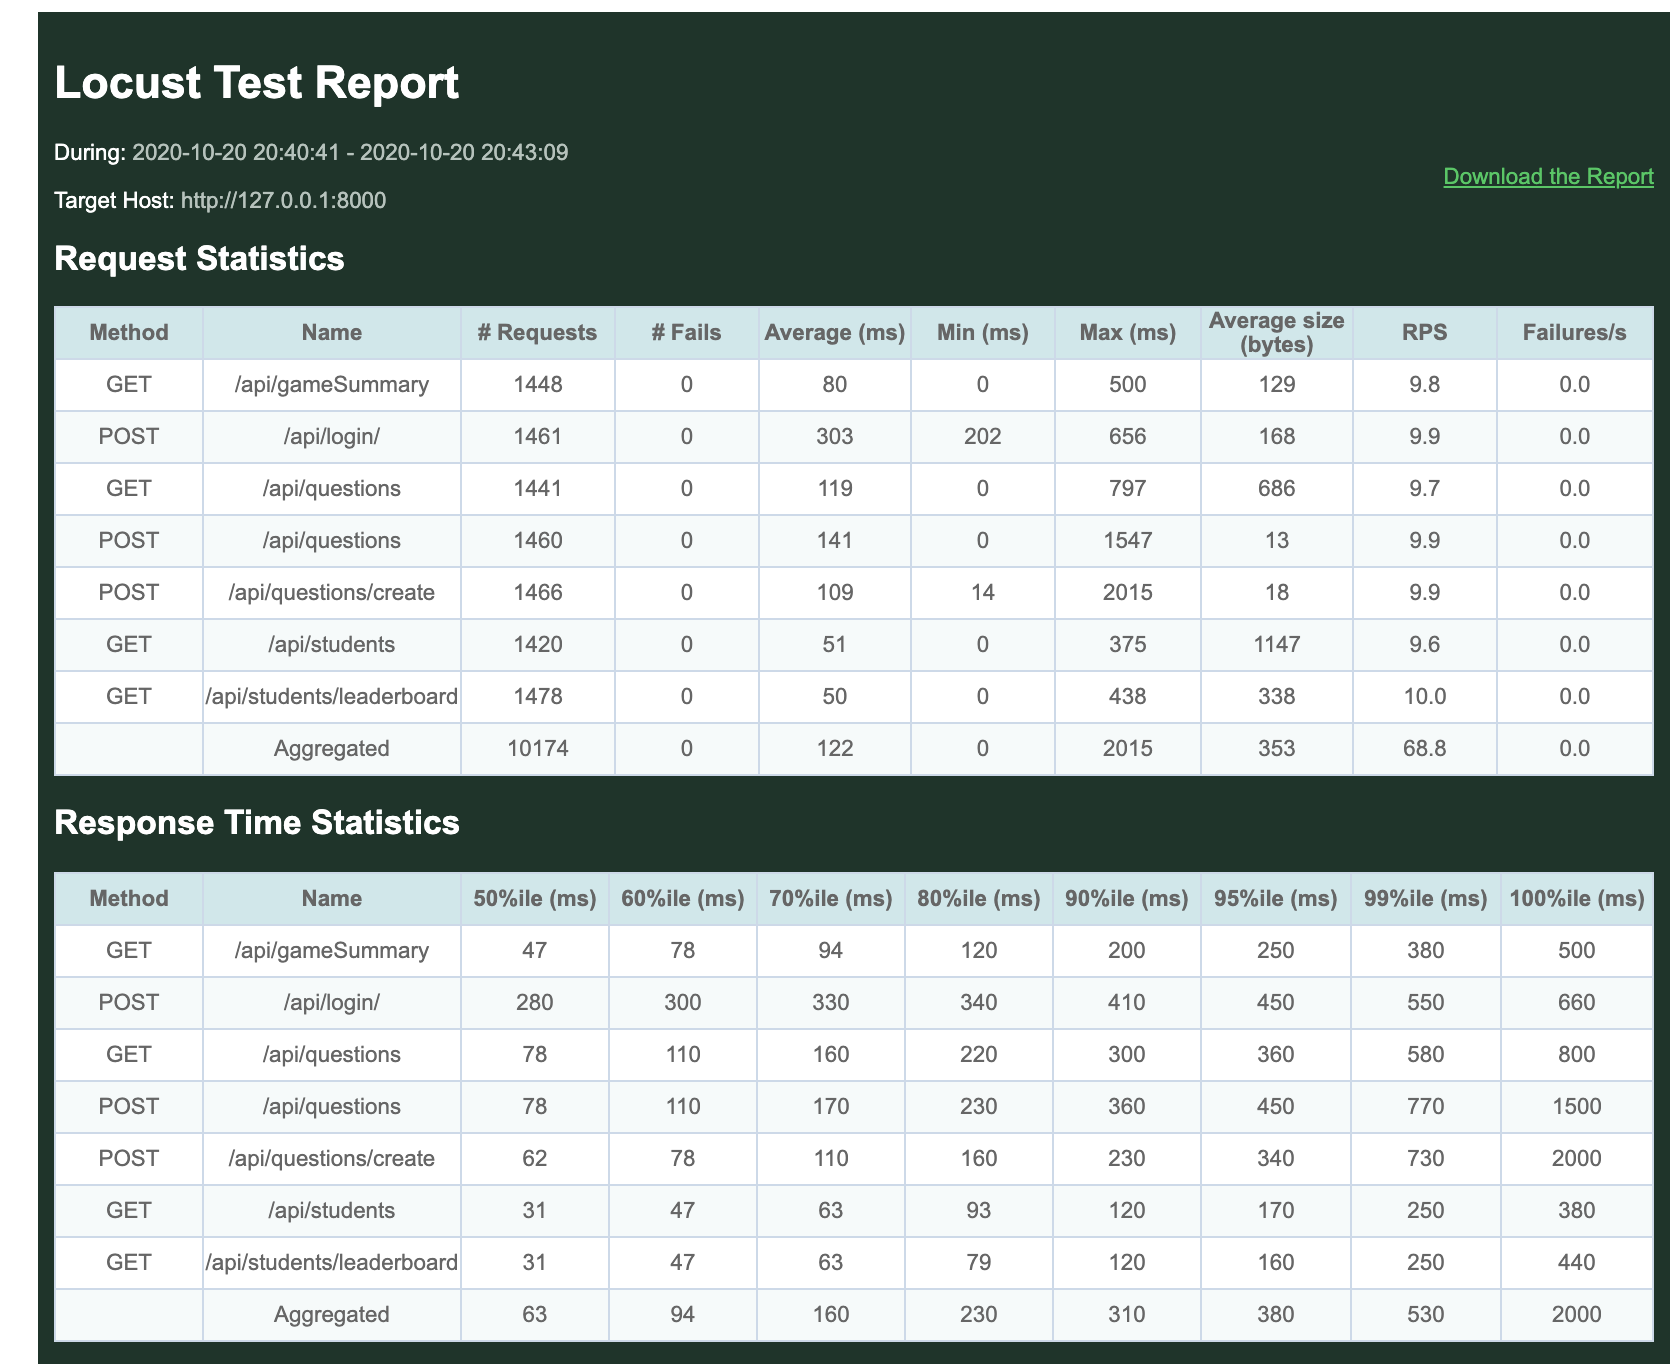 Locust Test Report
During: 2020-10-20 20:40:41 - 2020-10-20 20:43:09
Download the Report
Target Host: http://127.0.0.1:8000
Request Statistics
Method Name # Requests # Fails Average (ms) Min (ms) Max (ms) Average size (bytes) RPS Failures/s
GET /api/gameSummary 1448 0 80 0 500 129 9.8 0.0
POST /api/login/ 1461 0 303 202 656 168 9.9 0.0
GET /api/questions 1441 0 119 0 797 686 9.7 0.0
POST /api/questions 1460 0 141 0 1547 13 9.9 0.0
POST /api/questions/create 1466 0 109 14 2015 18 9.9 0.0
GET /api/students 1420 0 51 0 375 1147 9.6 0.0
GET /api/students/leaderboard 1478 0 50 0 438 338 10.0 0.0
Aggregated 10174 0 122 0 2015 353 68.8 0.0
Response Time Statistics
Method Name 50%ile (ms) 60%ile (ms) 70%ile (ms) 80%ile (ms) 90%ile (ms) 95%ile (ms) 99%ile (ms) 100%ile (ms)
GET /api/gameSummary 47 78 94 120 200 250 380 500
POST /api/login/ 280 300 330 340 410 450 550 660
GET /api/questions 78 110 160 220 300 360 580 800
POST /api/questions 78 110 170 230 360 450 770 1500
POST /api/questions/create 62 78 110 160 230 340 730 2000
GET /api/students 31 47 63 93 120 170 250 380
GET /api/students/leaderboard 31 47 63 79 120 160 250 440
Aggregated 63 94 160 230 310 380 530 2000